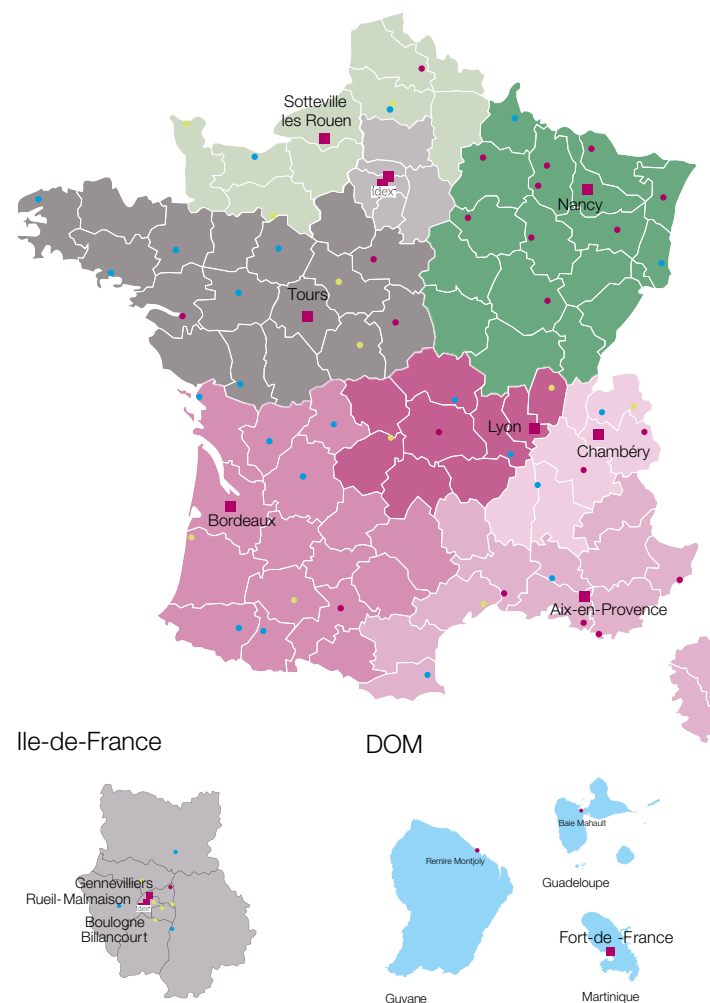 Sotteville
les Rouen
idex
Nancy
Tours
Lyon
Chambéry
Bordeaux
Aix-en-Provence
Ile-de-France
DOM
Baie Mahault
Remire Montjoly
Gennevilliers
Rueil-Malmaison
idex
Boulogne
Billancourt
Guadeloupe
Fort-de -France
Guyane
Martinique